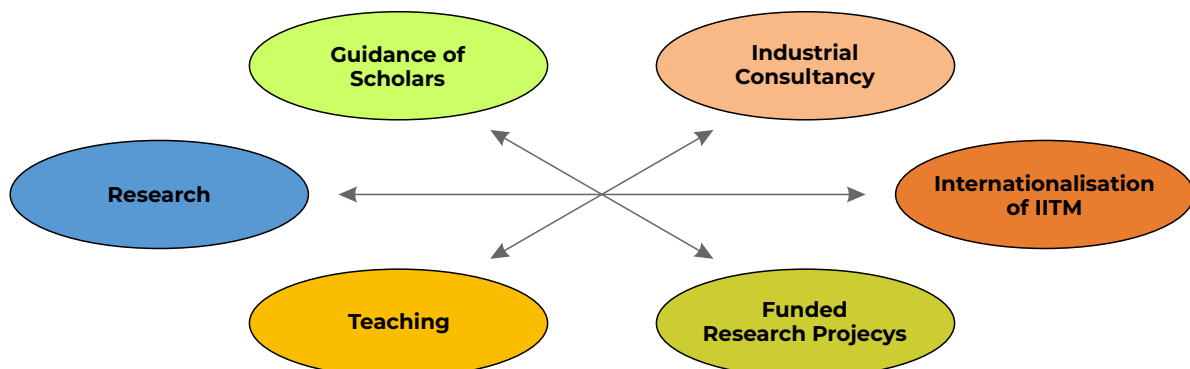 Guidance of
Scholars
Industrial
Consultancy
Research
Internationalisation
of IITM
Teaching
Funded
Research Projecys